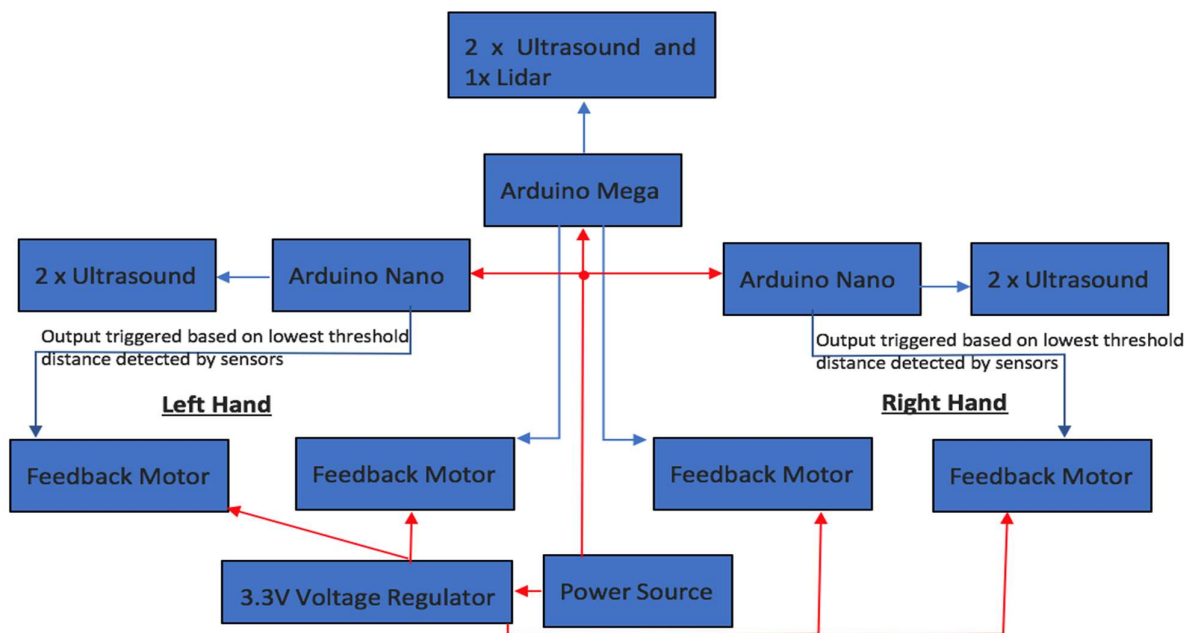 2 x Ultrasound and
1x Lidar
Arduino Mega
2 x Ultrasound
Arduino Nano
Arduino Nano
2 x Ultrasound
Output triggered based on lowest threshold
distance detected by sensors
Output triggered based on lowest threshold
distance detected by sensors
Left Hand
Right Hand
Feedback Motor
Feedback Motor
Feedback Motor
Feedback Motor
3.3V Voltage Regulator
Power Source